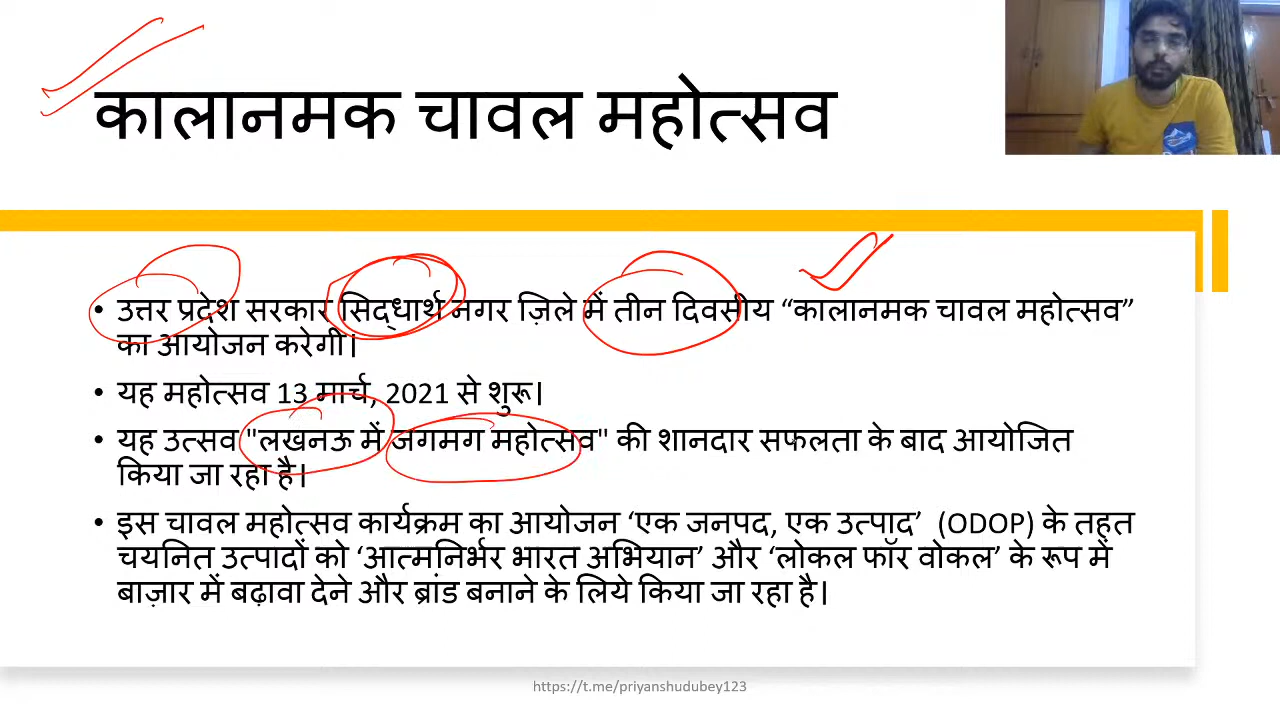 कालानमक चावल महोत्सव
• उत्तर प्रदेश सरकार सिद्धार्थ नगर ज़िले में तीन दिवसीय “कालानमक चावल महोत्सव”
का आयोजन करेगी।
• यह महोत्सव 13 मार्च, 2021 से शुरू।
• यह उत्सव "लखनऊ में जगमग महोत्सव" की शानदार सफलता के बाद आयोजित
किया जा रहा है।
• इस चावल महोत्सव कार्यक्रम का आयोजन ‘एक जनपद, एक उत्पाद’ (ODOP) के तहत
चयनित उत्पादों को ‘आत्मनिर्भर भारत अभियान’ और ‘लोकल फॉर वोकल’ के रूप में
बाज़ार में बढ़ावा देने और ब्रांड बनाने के लिये किया जा रहा है।
https://t.me/priyanshudubey123